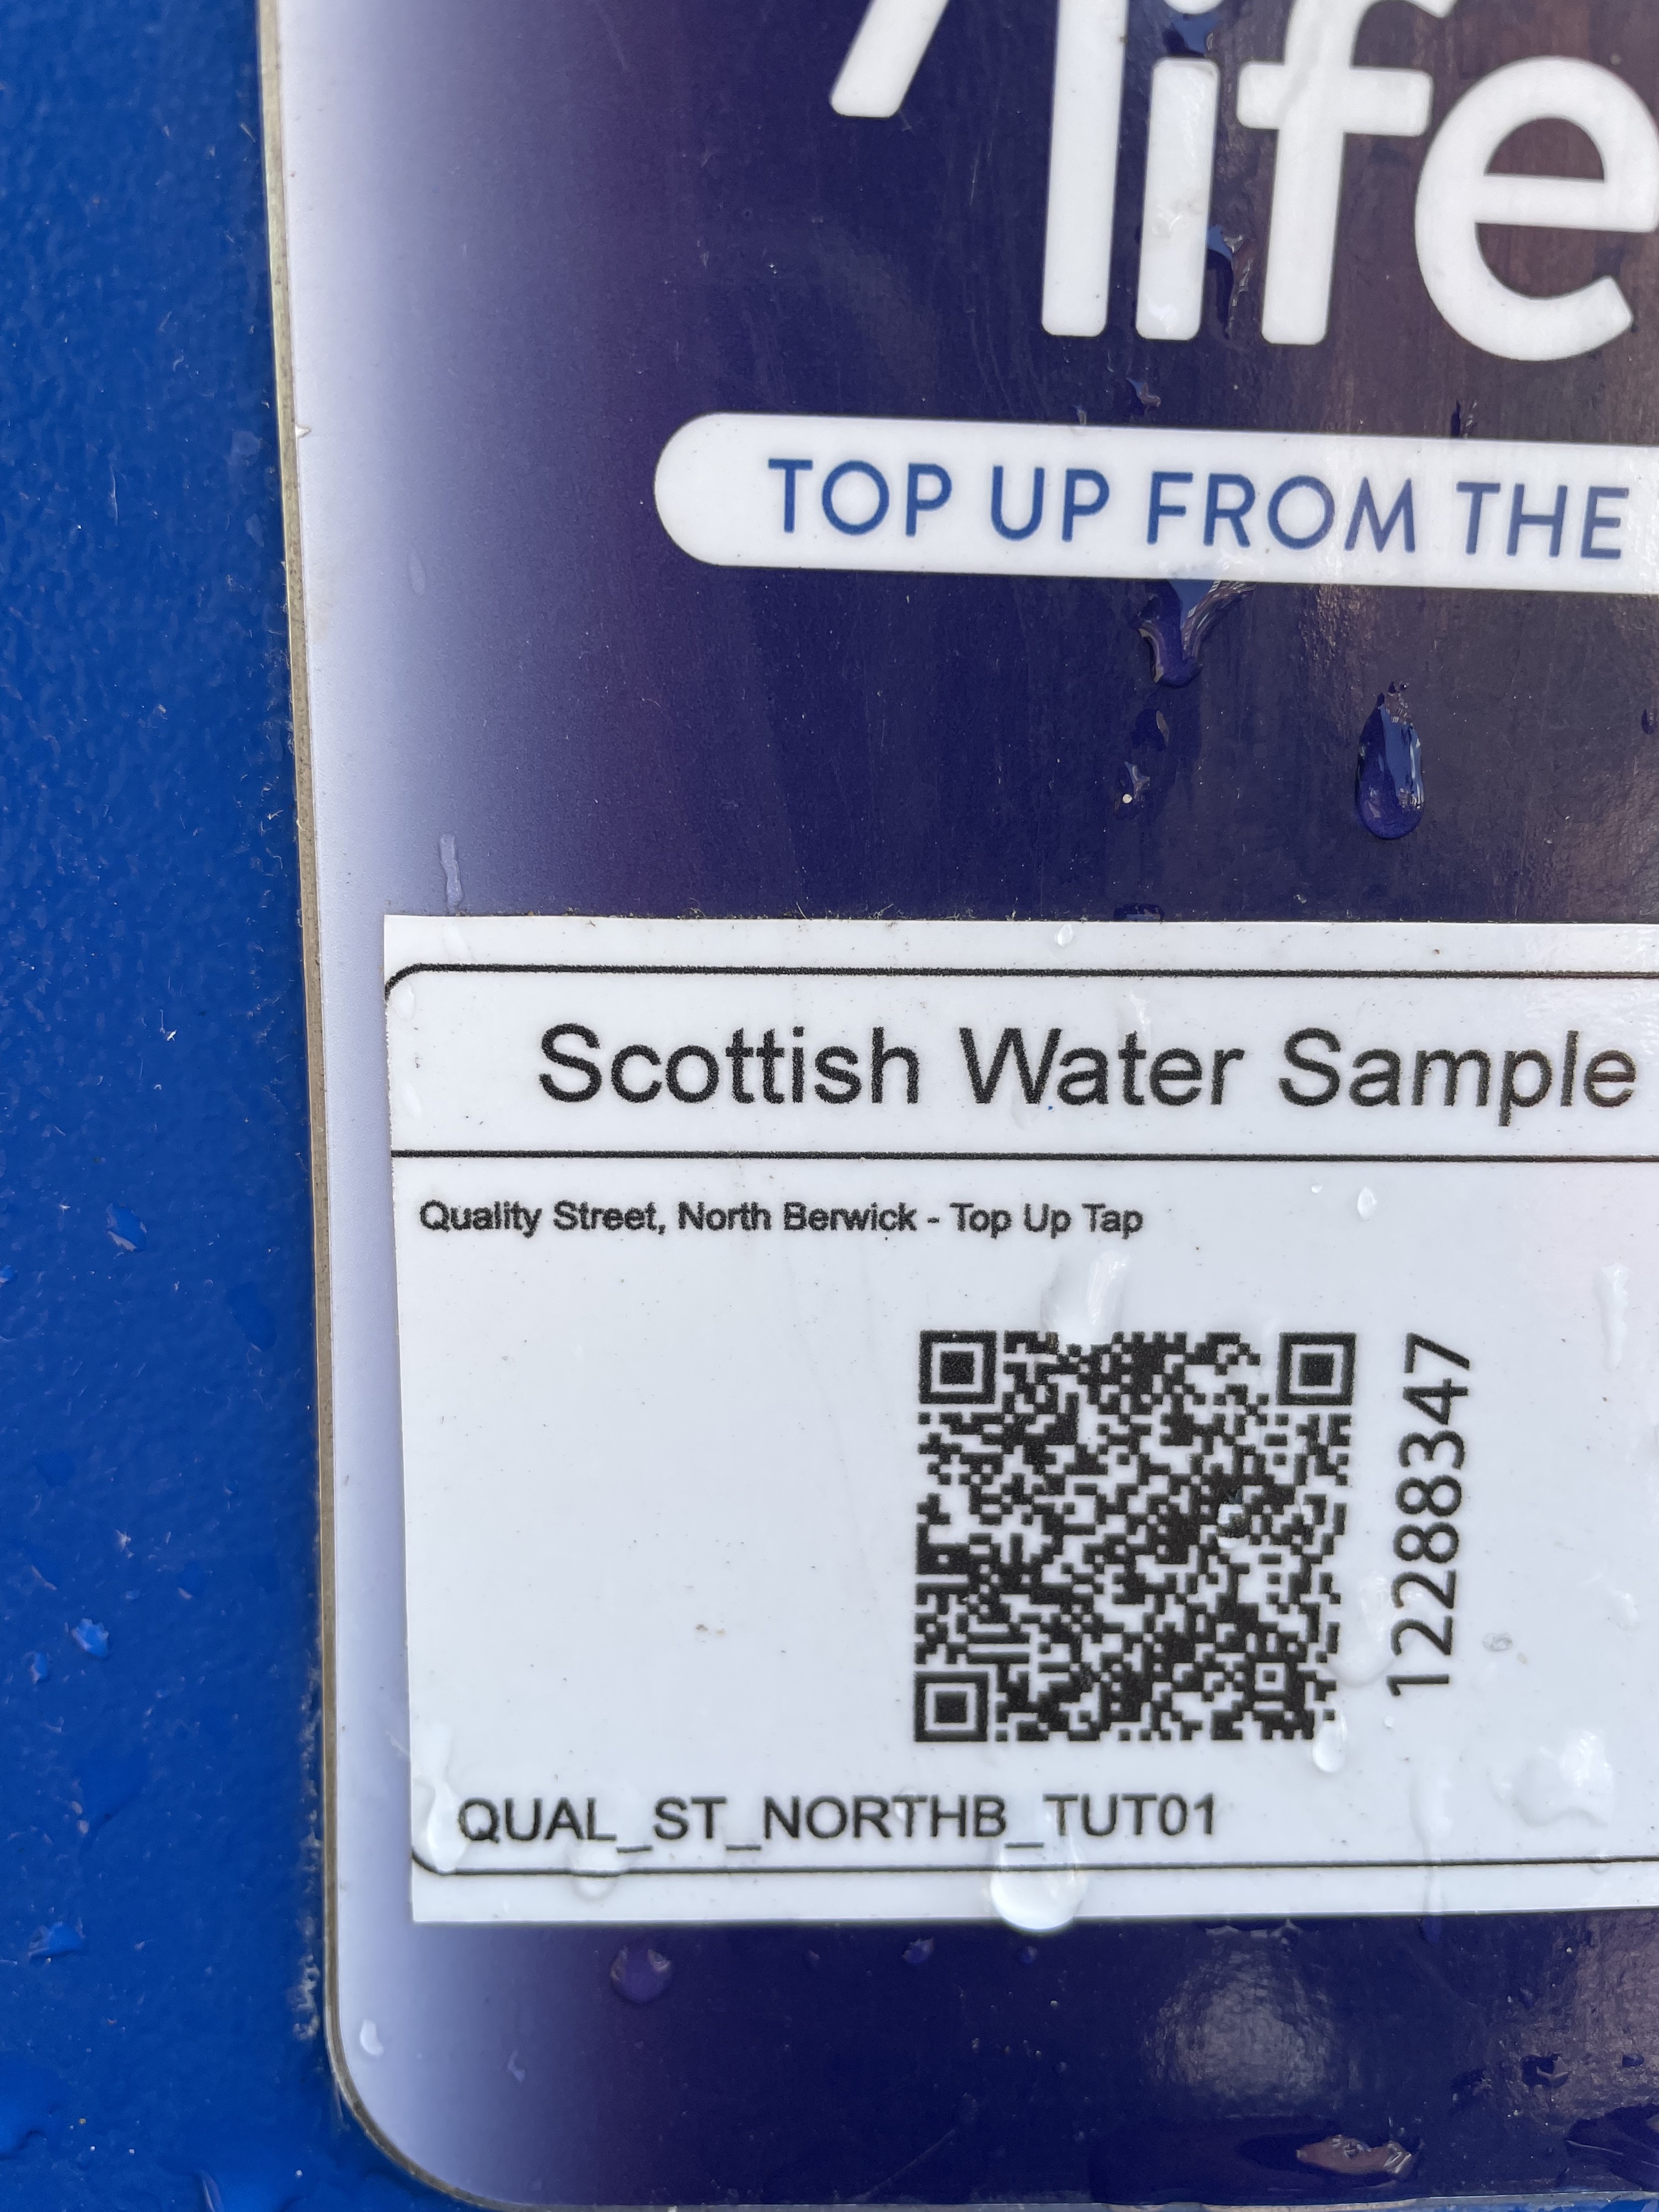 life
TOP UP FROM THE
Scottish Water Sample
Quality Street, North Berwick - Top Up Tap
12288347
QUAL_ST_NORTHB_TUT01